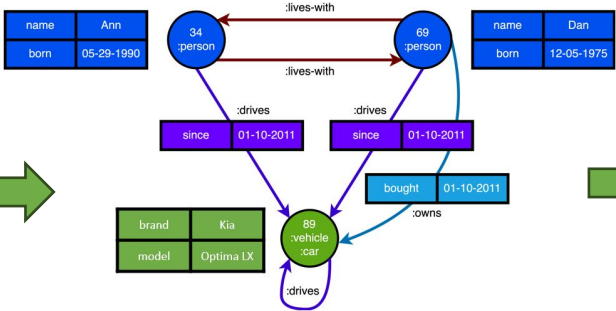 :lives-with
name Ann
born 05-29-1990
34
:person
69
:person
name Dan
born 12-05-1975
:lives-with
:drives
:drives
since 01-10-2011
since 01-10-2011
bought 01-10-2011
:owns
brand Kia
model Optima LX
89
:vehicle
:car
:drives